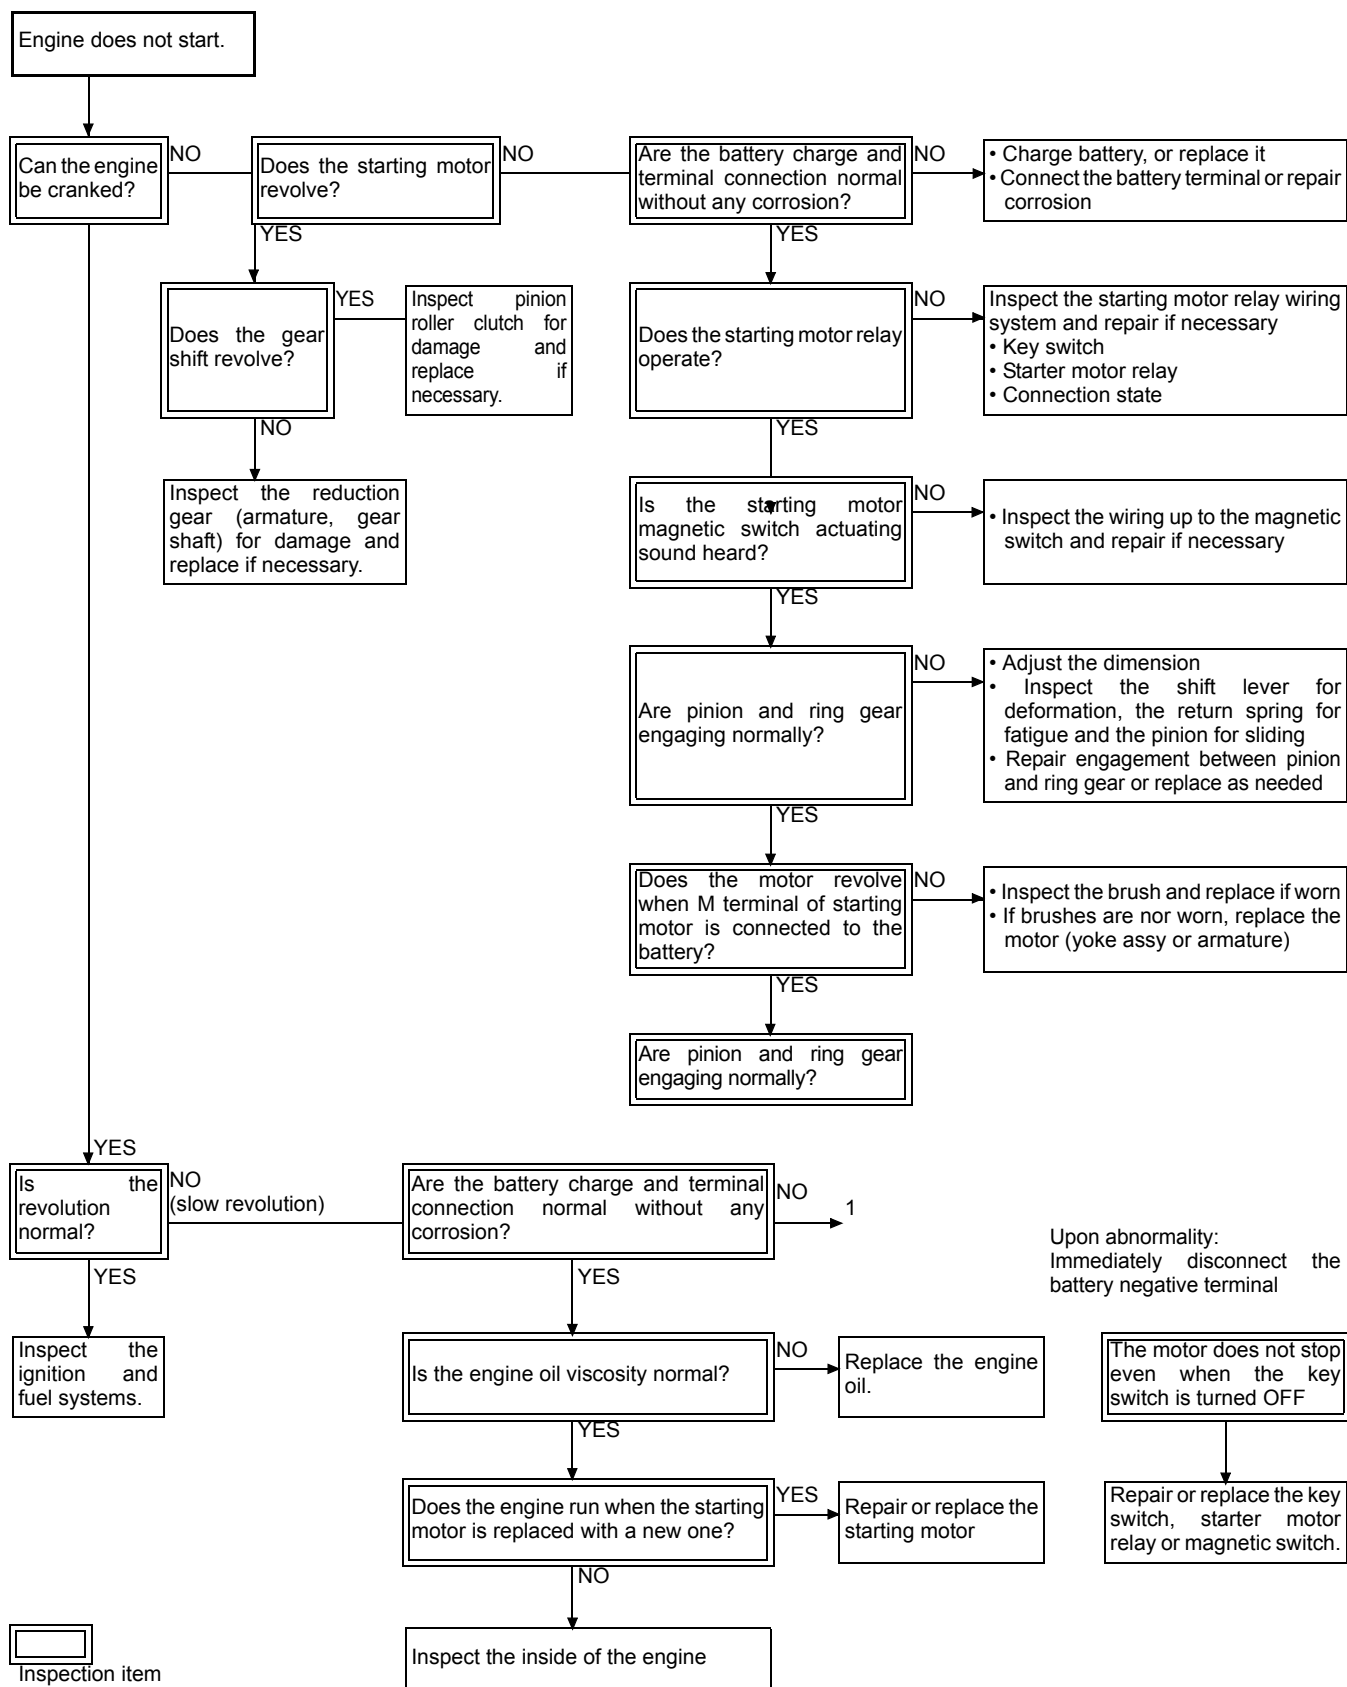 Engine does not start.
Can the engine
be cranked?
NO
Does the starting motor
revolve?
NO
Are the battery charge and
terminal connection normal
without any corrosion?
NO
• Charge battery, or replace it
• Connect the battery terminal or repair
corrosion
YES
YES
Does the gear
shift revolve?
YES
Inspect pinion
roller clutch for
damage and
replace if
necessary.
Does the starting motor relay
operate?
NO
Inspect the starting motor relay wiring
system and repair if necessary
• Key switch
• Starter motor relay
• Connection state
NO
YES
Inspect the reduction
gear (armature, gear
shaft) for damage and
replace if necessary.
Is the starting motor
magnetic switch actuating
sound heard?
NO
• Inspect the wiring up to the magnetic
switch and repair if necessary
YES
Are pinion and ring gear
engaging normally?
NO
• Adjust the dimension
• Inspect the shift lever for
deformation, the return spring for
fatigue and the pinion for sliding
• Repair engagement between pinion
and ring gear or replace as needed
YES
Does the motor revolve
when M terminal of starting
motor is connected to the
battery?
NO
• Inspect the brush and replace if worn
• If brushes are nor worn, replace the
motor (yoke assy or armature)
YES
Are pinion and ring gear
engaging normally?
YES
Is the
revolution
normal?
NO
(slow revolution)
Are the battery charge and terminal
connection normal without any
corrosion?
NO
1
Upon abnormality:
Immediately disconnect the
battery negative terminal
YES
YES
Inspect the
ignition and
fuel systems.
Is the engine oil viscosity normal?
NO
Replace the engine
oil.
The motor does not stop
even when the key
switch is turned OFF
YES
Does the engine run when the starting
motor is replaced with a new one?
YES
Repair or replace the
starting motor
Repair or replace the key
switch, starter motor
relay or magnetic switch.
NO
Inspect the inside of the engine
Inspection item